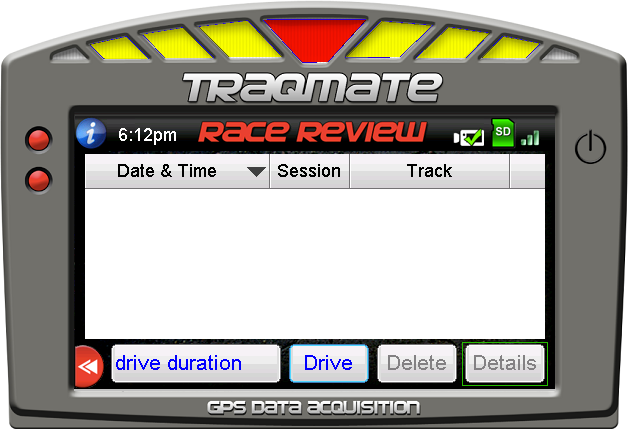 TRAQMATE
6:12pm RACE REVIEW SD
Date & Time Session Track
drive duration Drive Delete Details
GPS DATA ACQUISITION